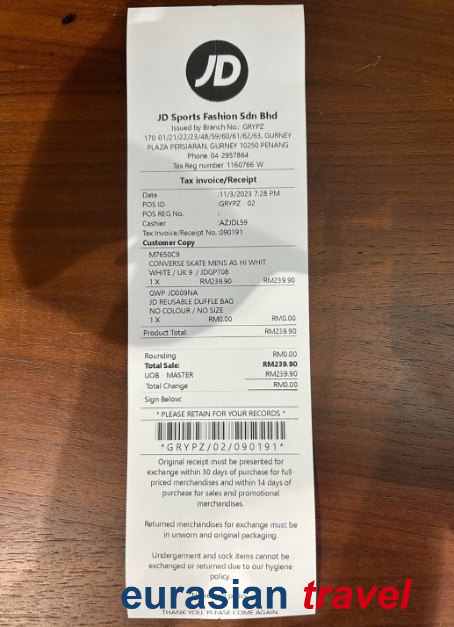 JD
JD Sports Fashion Sdn Bhd
Issued by Branch No.: GRYPZ
170 01/21/22/23/48/59/60/61/62/63, GURNEY
PLAZA PERSIARAN, GURNEY 10250 PENANG
Phone 04-2957864
Tax Reg number 1160766 W
Tax invoice/Receipt
Date :11/3/2023 7:28 PM
POS ID :GRYPZ 02
POS REG No. :
Cashier :AZJDL59
Tax Invoice/Receipt No.:090191
Customer Copy
M7650C9
CONVERSE SKATE MENS AS HI WHIT
WHITE / UK 9 / JDGP708
1 X RM239.90 RM239.90
GWP JD009NA
JD REUSABLE DUFFLE BAG
NO COLOUR / NO SIZE
1 X RM0.00 RM0.00
Product Total: RM239.90
Rounding RM0.00
Total Sale: RM239.90
UOB MASTER RM239.90
Total Change RM0.00
Sign Below:
* PLEASE RETAIN FOR YOUR RECORDS *
*GRYPZ/02/090191*
Original receipt must be presented for
exchange within 30 days of purchase for full-
priced merchandises and within 14 days of
purchase for sales and promotional
merchandises.
Returned merchandises for exchange must be
in unworn and original packaging.
Undergarment and sock items cannot be
exchanged or returned due to our hygiene
policy.
eurasian travel
THANK YOU, PLEASE COME AGAIN